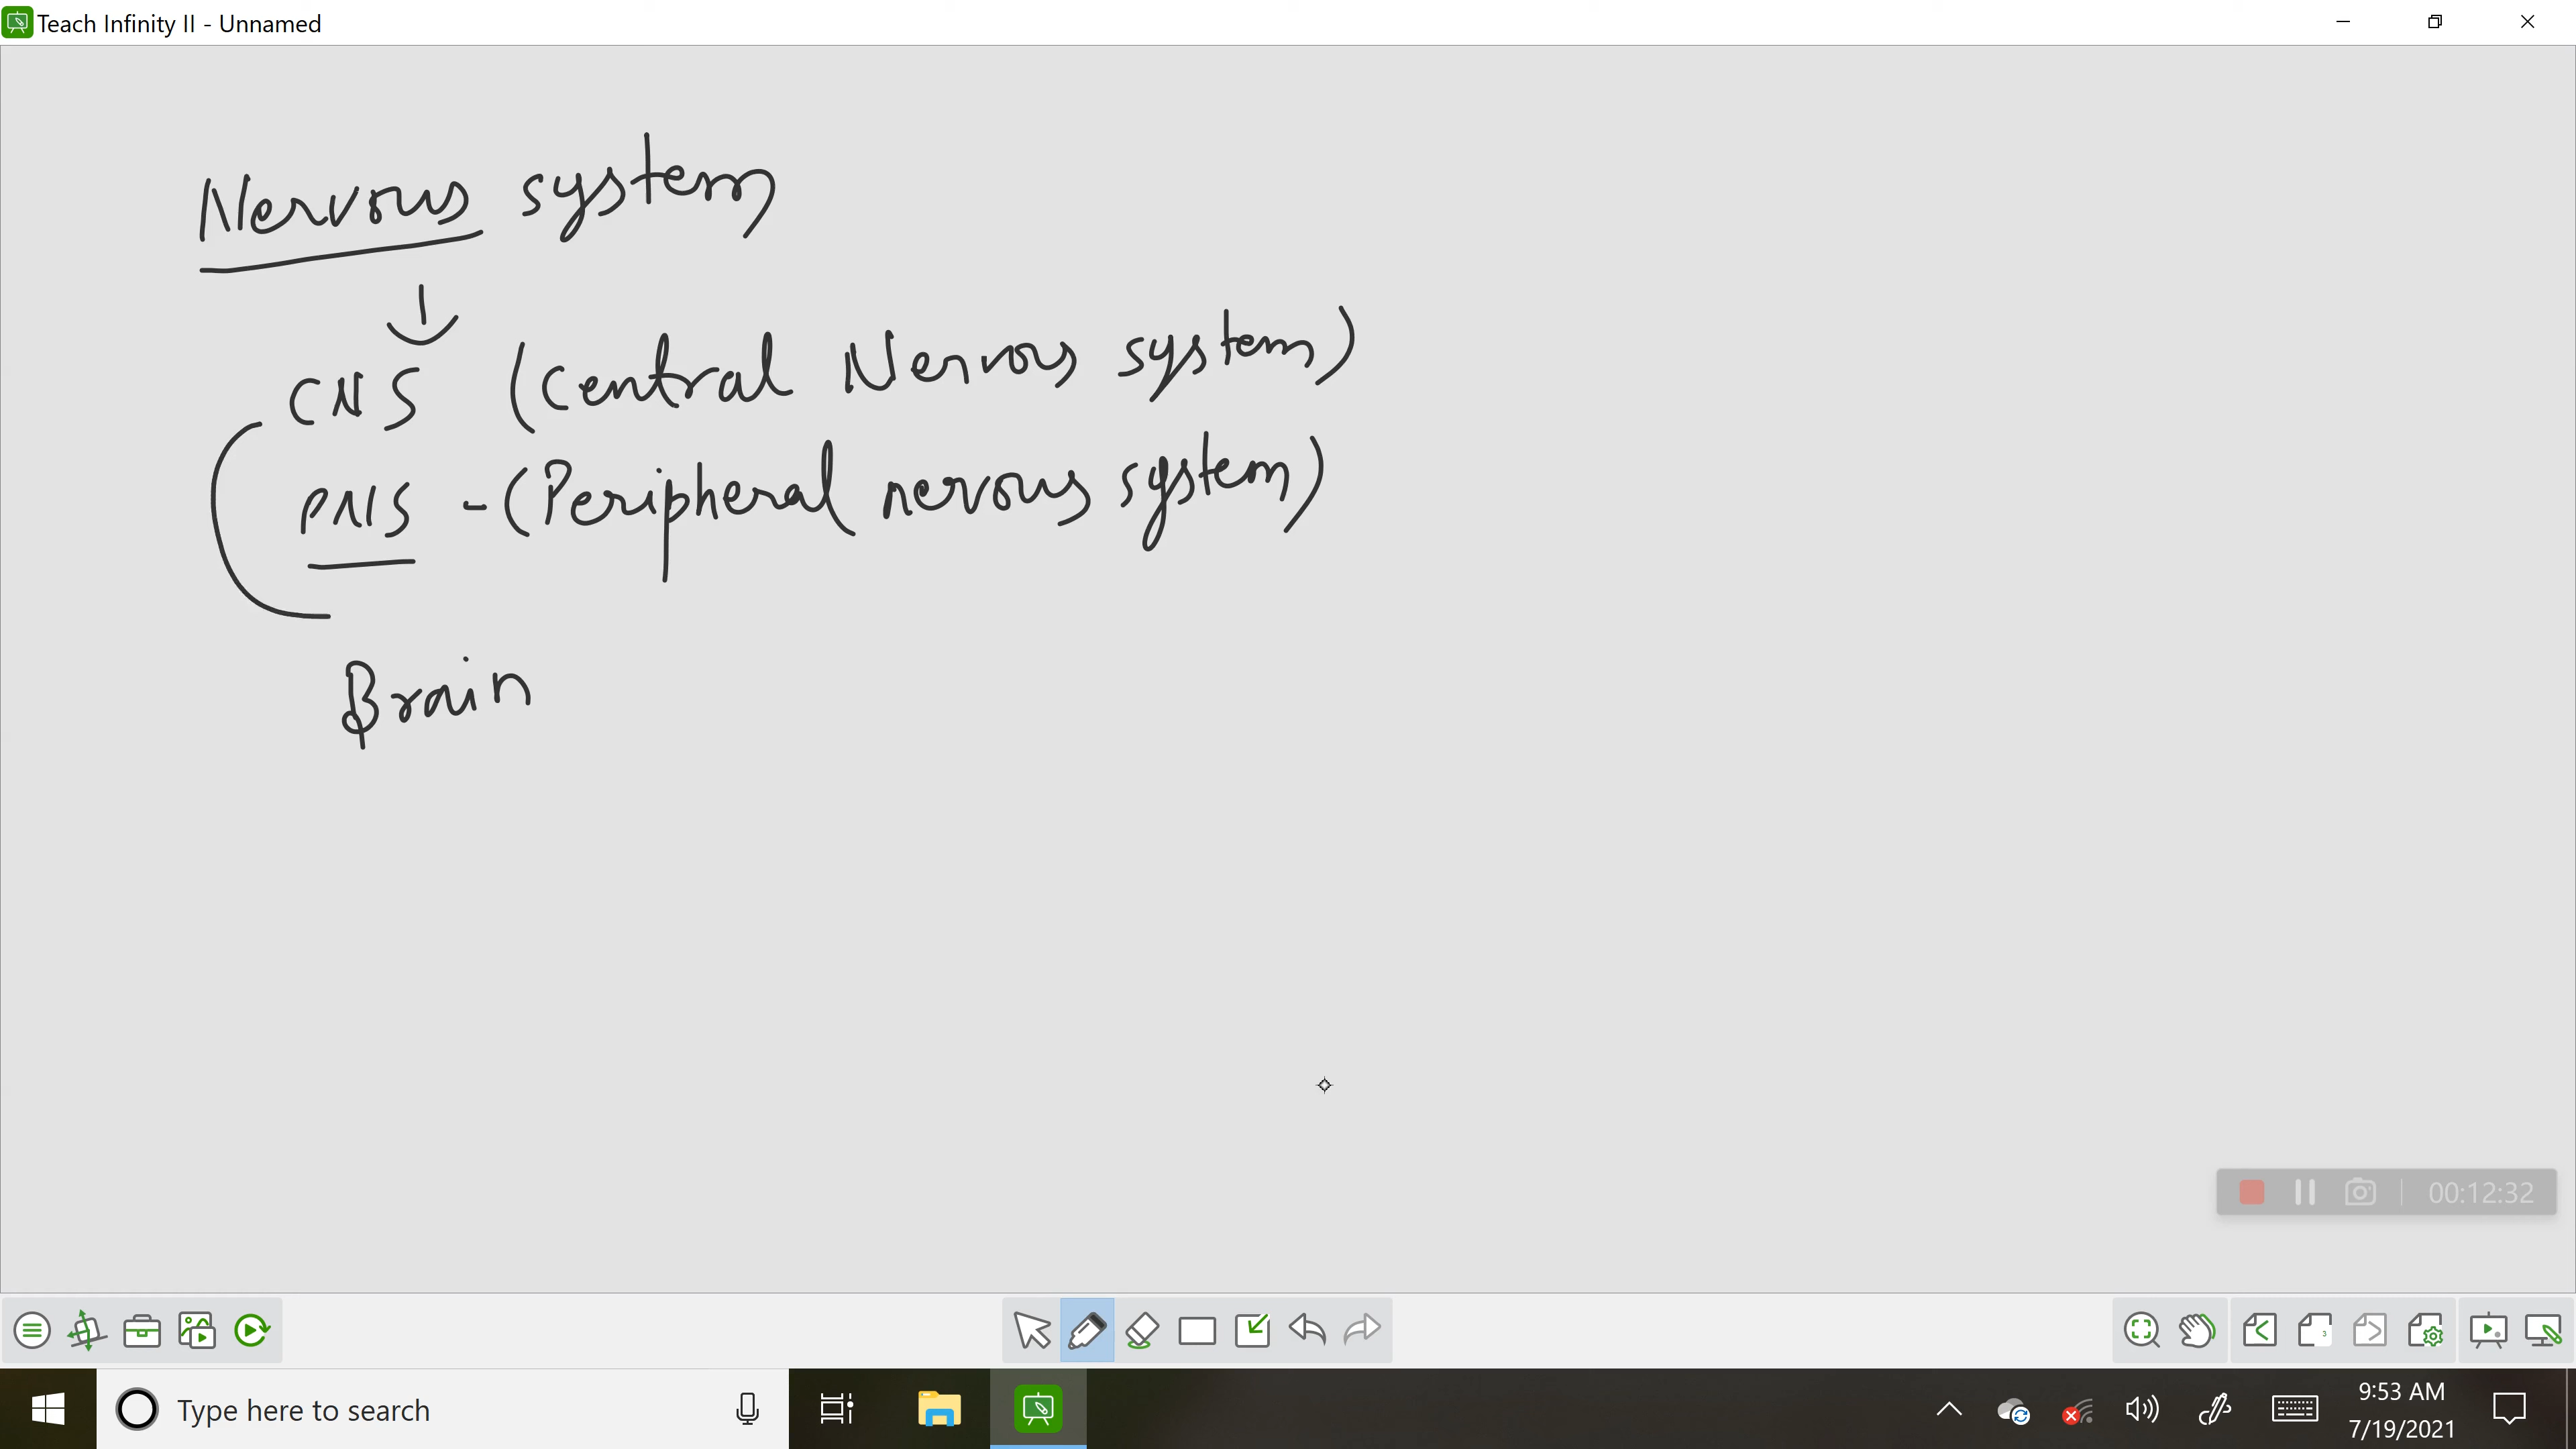 Teach Infinity II - Unnamed
Nervous system
CNS (Central Nervous system)
PNS - (Peripheral nervous system)
Brain
00:12:32
3
Type here to search
9:53 AM
7/19/2021